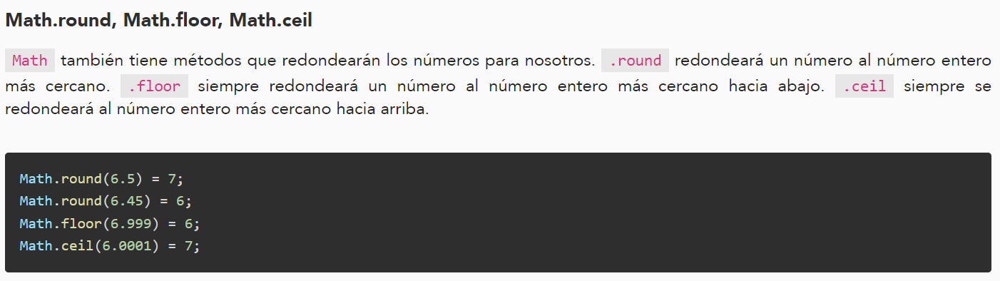 Math.round, Math.floor, Math.ceil
Math también tiene métodos que redondearán los números para nosotros. .round redondeará un número al número entero
más cercano. .floor siempre redondeará un número al número entero más cercano hacia abajo. .ceil siempre se
redondeará al número entero más cercano hacia arriba.
Math.round(6.5) = 7;
Math.round(6.45) = 6;
Math.floor(6.999) = 6;
Math.ceil(6.0001) = 7;